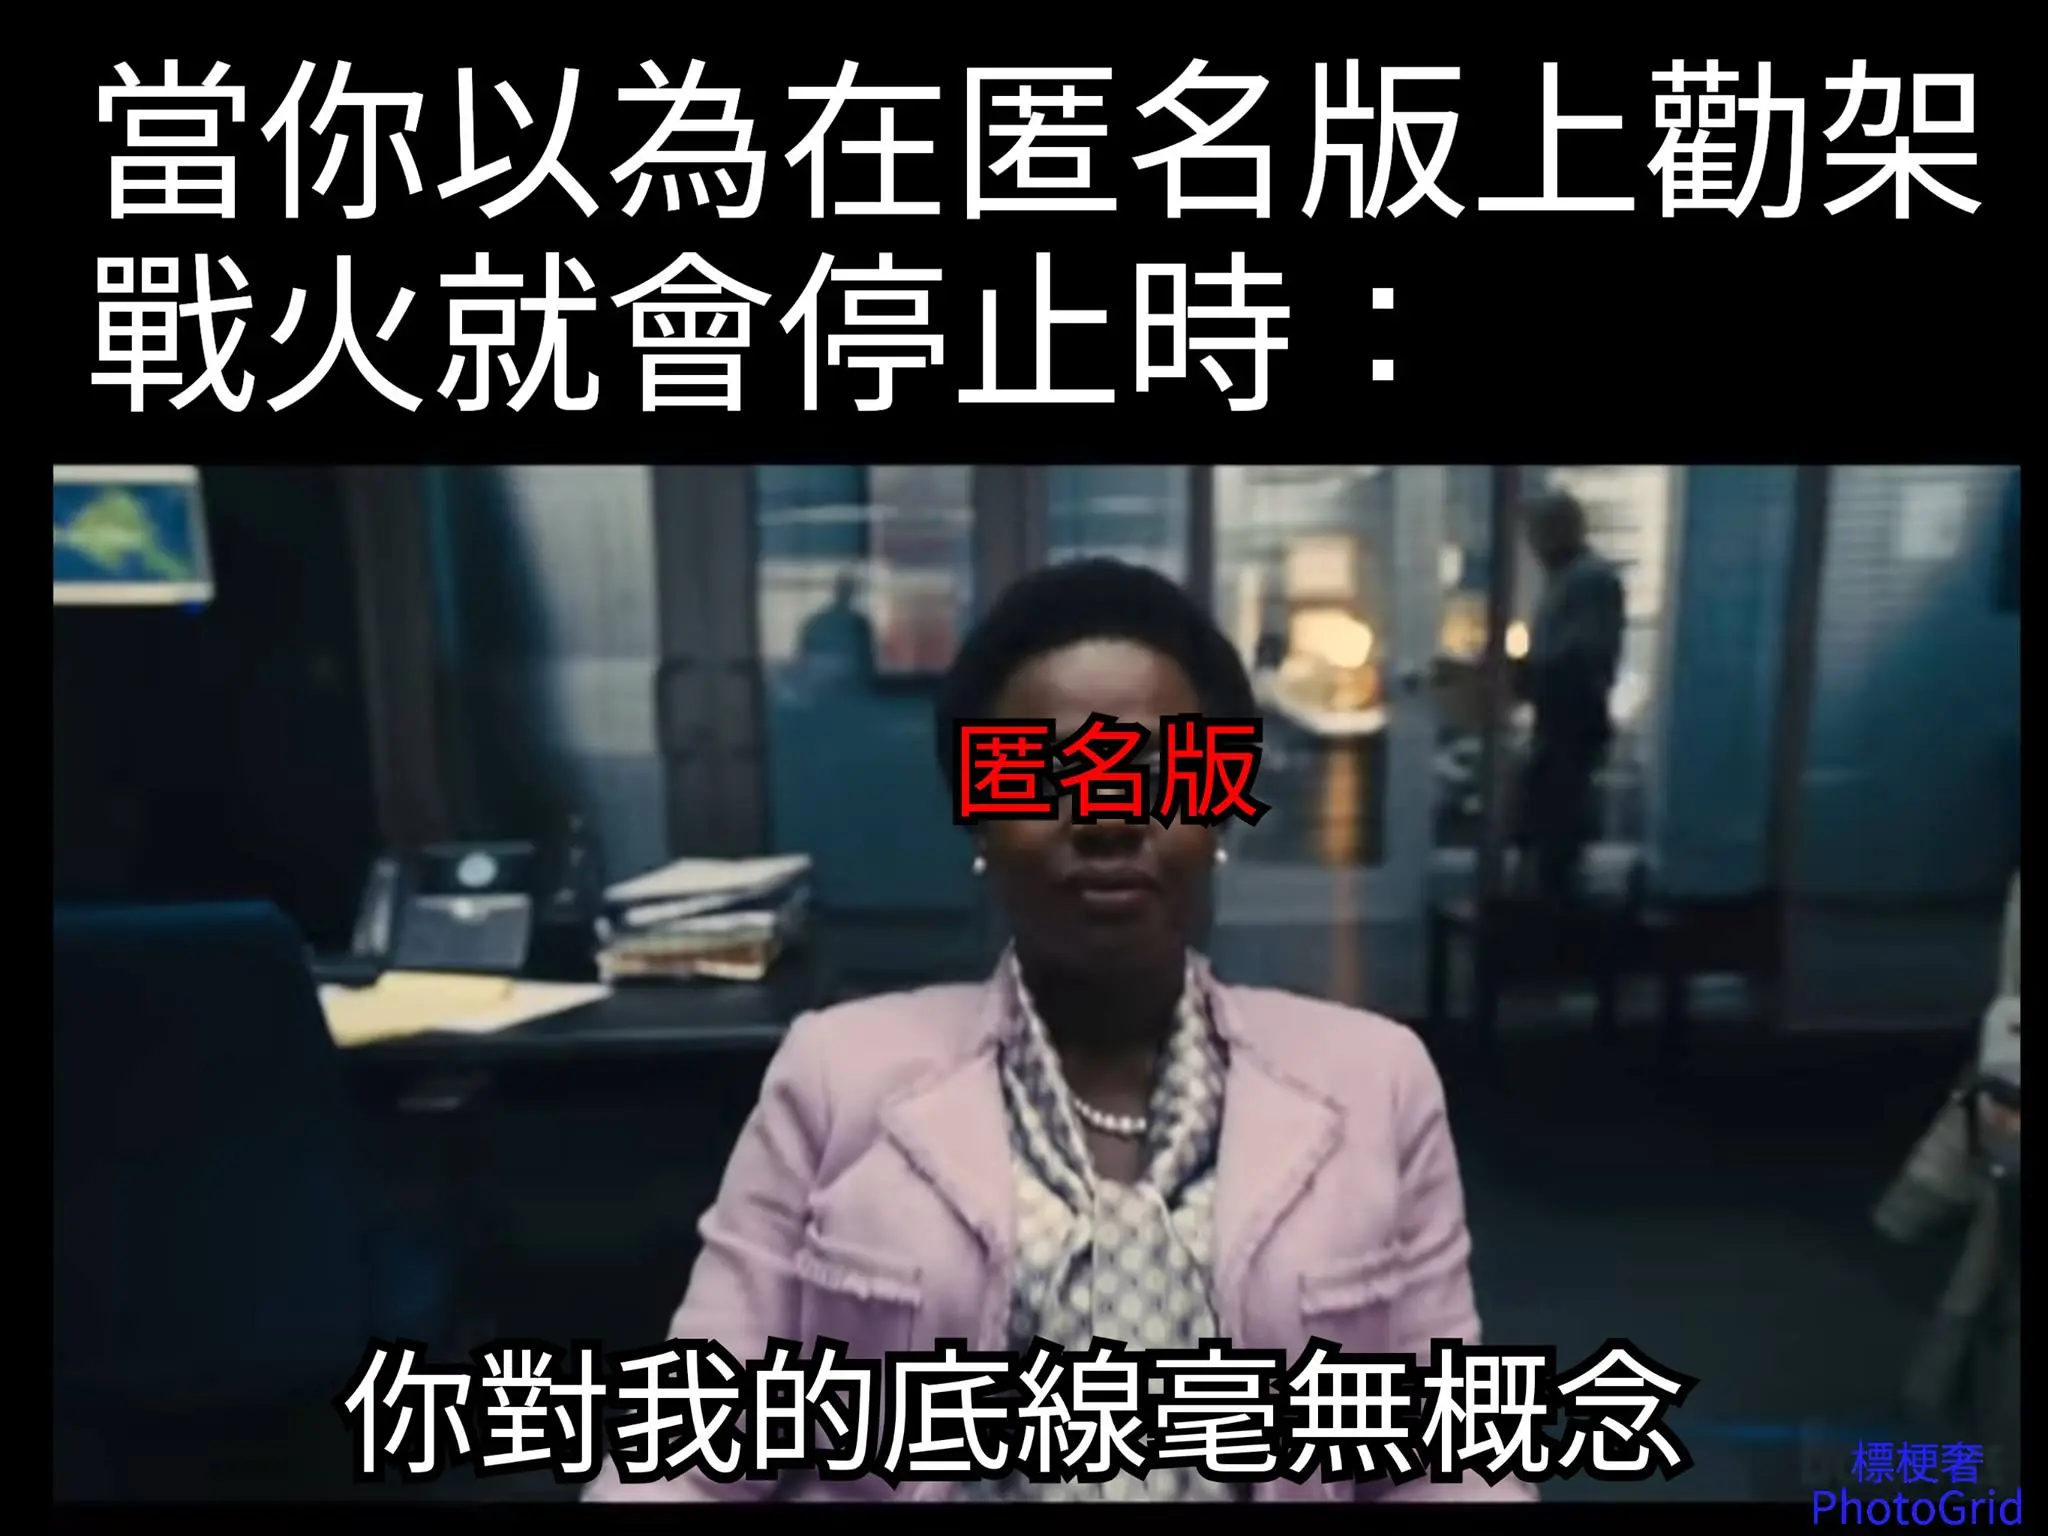 當你以為在匿名版上勸架
戰火就會停止時：
匿名版
你對我的底線毫無概念
標梗奢
PhotoGrid